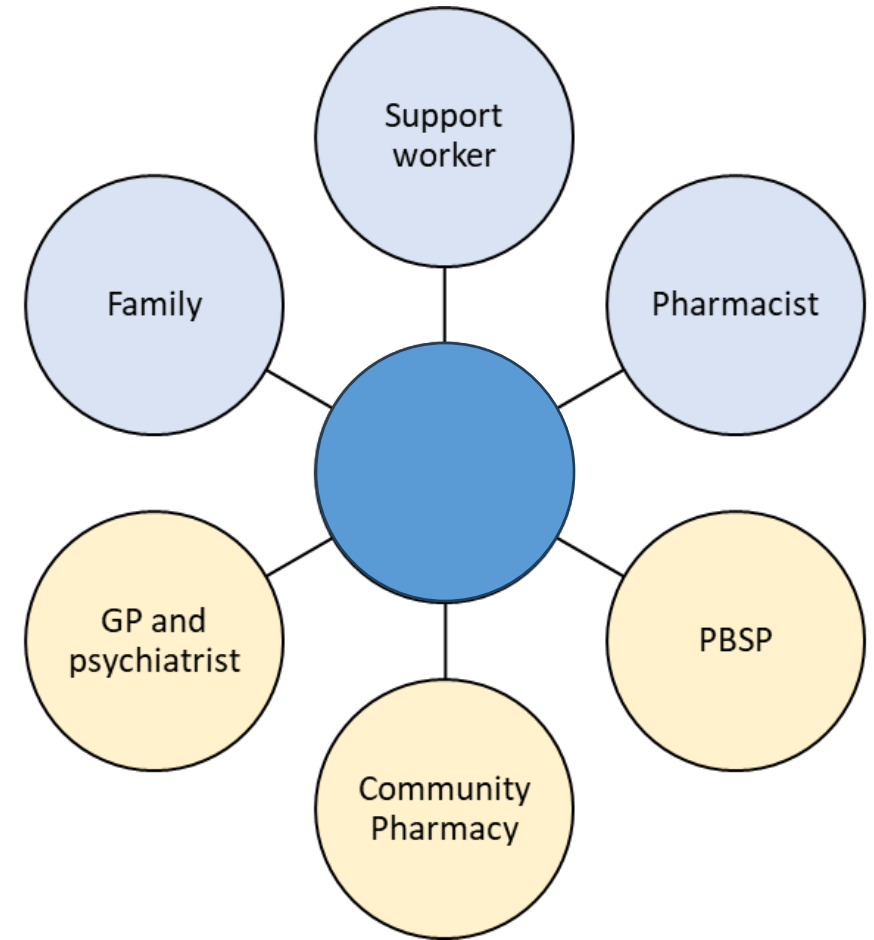 Support
worker
Family
Pharmacist
GP and
psychiatrist
PBSP
Community
Pharmacy